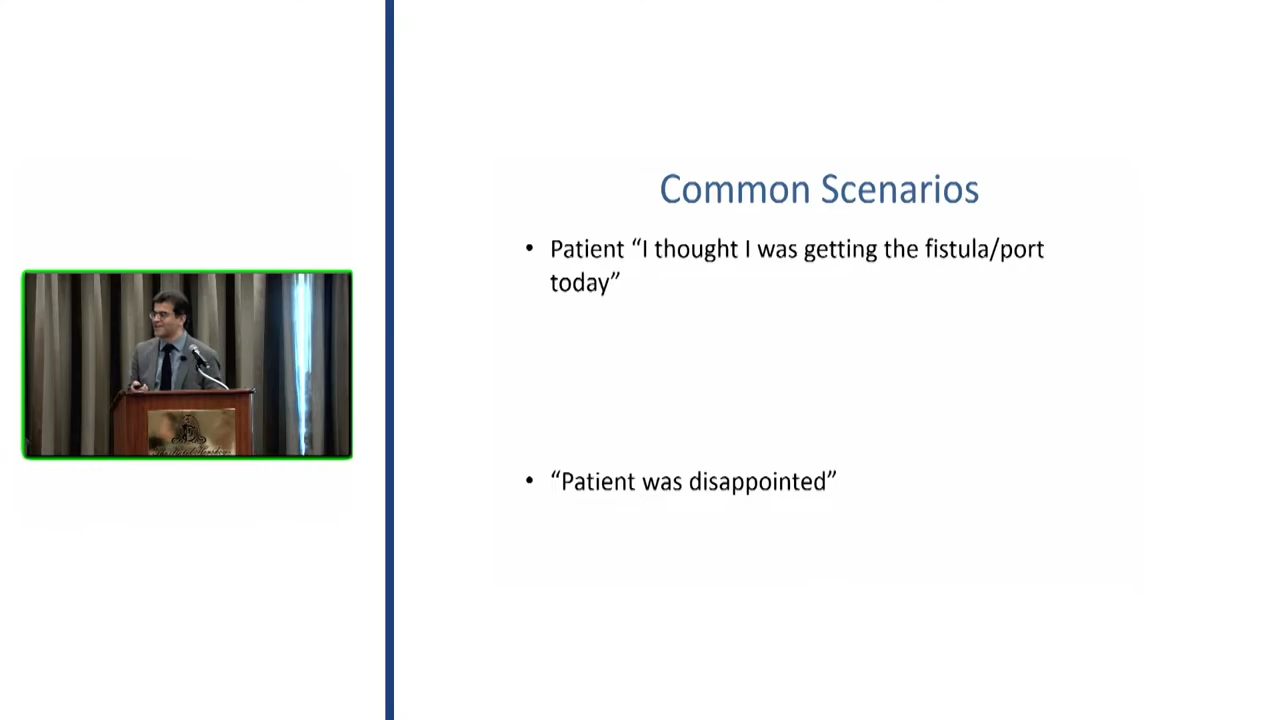 Common Scenarios
• Patient “I thought I was getting the fistula/port
today”
• “Patient was disappointed”